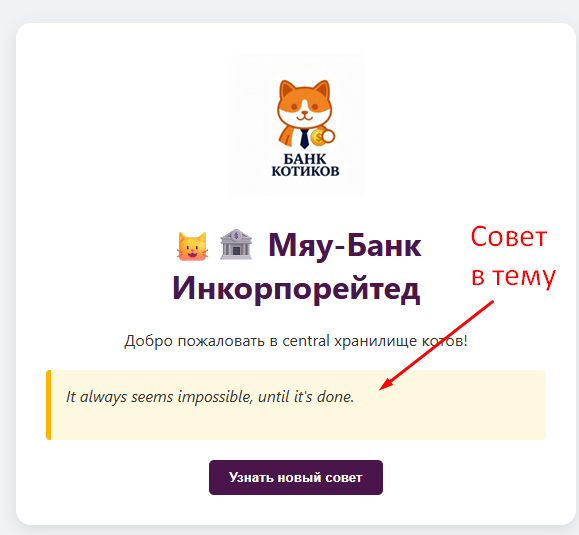 БАНК
КОТИКОВ
😺🏛️ Мяу-Банк
Инкорпорейтед
Совет
в тему
Добро пожаловать в central хранилище котов!
It always seems impossible, until it's done.
Узнать новый совет